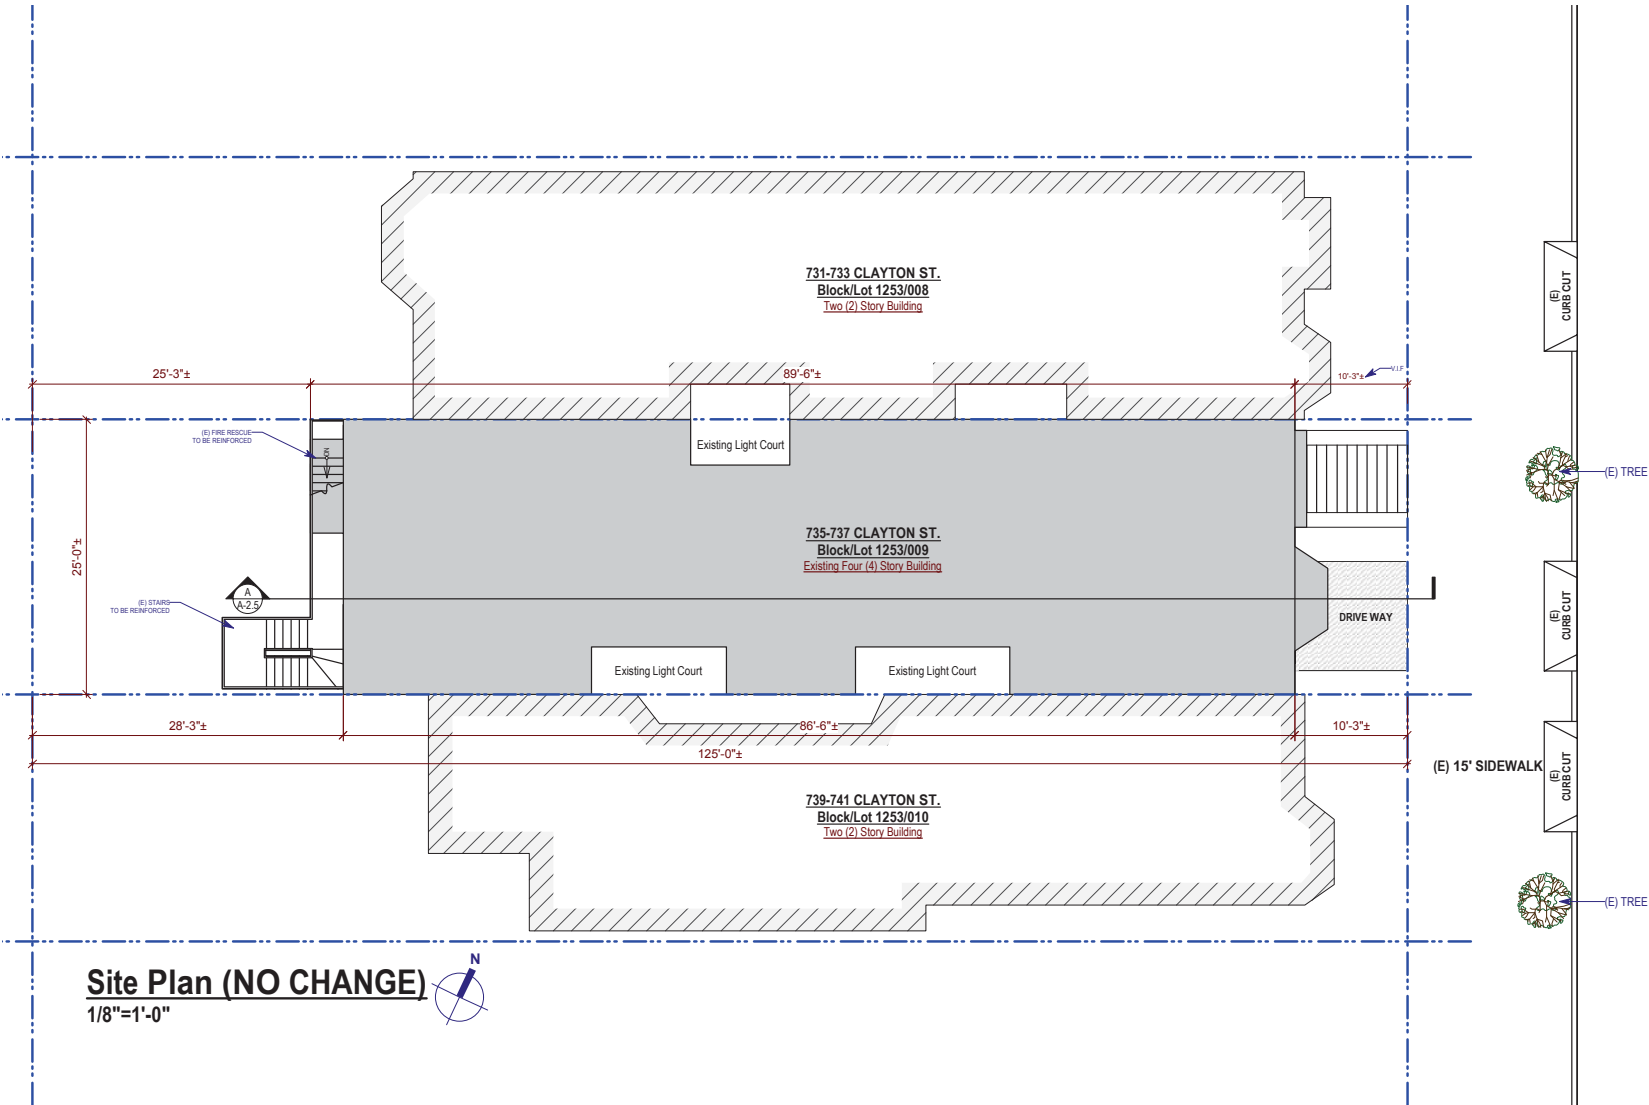 731-733 CLAYTON ST.
Block/Lot 1253/008
Two (2) Story Building
(E)
CURB CUT
25'-3"±
89'-6"±
10'-3"±
V.I.F
(E) FIRE RESCUE
TO BE REINFORCED
DN
Existing Light Court
(E) TREE
25'-0"±
735-737 CLAYTON ST.
Block/Lot 1253/009
Existing Four (4) Story Building
A
A-2.5
(E) STAIRS
TO BE REINFORCED
DRIVE WAY
(E)
CURB CUT
Existing Light Court
Existing Light Court
28'-3"±
86'-6"±
10'-3"±
125'-0"±
(E) 15' SIDEWALK
(E)
CURB CUT
739-741 CLAYTON ST.
Block/Lot 1253/010
Two (2) Story Building
(E) TREE
N
Site Plan (NO CHANGE)
1/8"=1'-0"